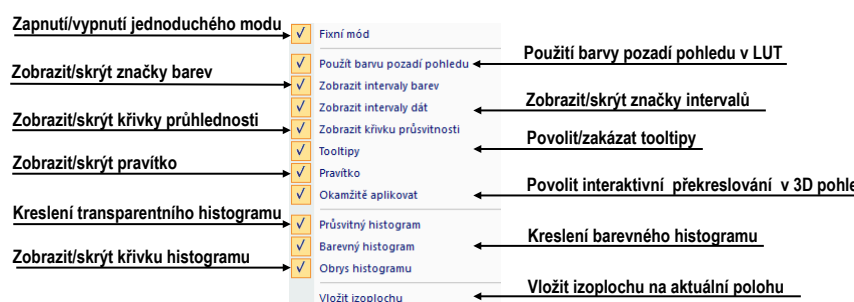 Zapnutí/vypnutí jednoduchého modu
Fixní mód
Použít barvu pozadí pohledu
Použití barvy pozadí pohledu v LUT
Zobrazit/skrýt značky barev
Zobrazit intervaly barev
Zobrazit intervaly dát
Zobrazit/skrýt značky intervalů
Zobrazit/skrýt křivky průhlednosti
Zobrazit křivku průsvitnosti
Tooltipy
Povolit/zakázat tooltipy
Zobrazit/skrýt pravítko
Pravítko
Okamžitě aplikovat
Povolit interaktivní překreslování v 3D pohle
Kreslení transparentního histogramu
Průsvitný histogram
Barevný histogram
Kreslení barevného histogramu
Zobrazit/skrýt křivku histogramu
Obrys histogramu
Vložit izoplochu
Vložit izoplochu na aktuální polohu